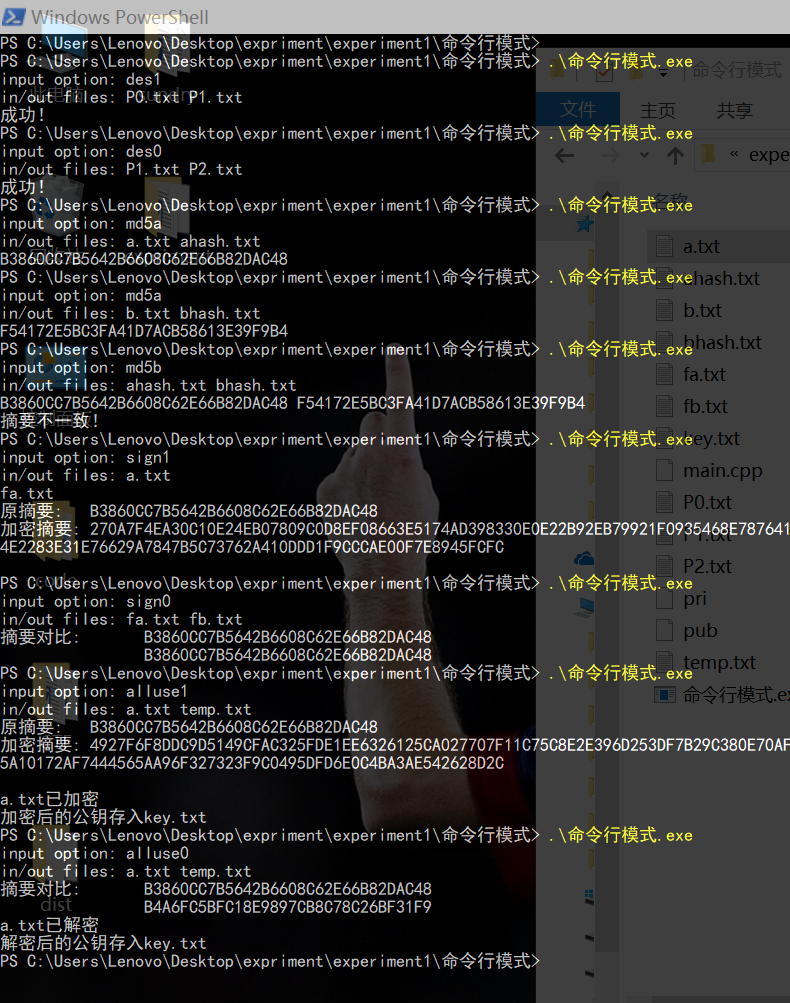 Windows PowerShell
PS C:\Users\Lenovo\Desktop\expriment\experiment1\命令行模式>
PS C:\Users\Lenovo\Desktop\expriment\experiment1\命令行模式> .\命令行模式.exe
input option: des1
in/out files: P0.txt P1.txt
成功!
PS C:\Users\Lenovo\Desktop\expriment\experiment1\命令行模式> .\命令行模式.exe
input option: des0
in/out files: P1.txt P2.txt
成功!
PS C:\Users\Lenovo\Desktop\expriment\experiment1\命令行模式> .\命令行模式.exe
input option: md5a
in/out files: a.txt ahash.txt
B3860CC7B5642B6608C62E66B82DAC48
PS C:\Users\Lenovo\Desktop\expriment\experiment1\命令行模式> .\命令行模式.exe
input option: md5a
in/out files: b.txt bhash.txt
F54172E5BC3FA41D7ACB58613E39F9B4
PS C:\Users\Lenovo\Desktop\expriment\experiment1\命令行模式> .\命令行模式.exe
input option: md5b
in/out files: ahash.txt bhash.txt
B3860CC7B5642B6608C62E66B82DAC48 F54172E5BC3FA41D7ACB58613E39F9B4
摘要不一致!
PS C:\Users\Lenovo\Desktop\expriment\experiment1\命令行模式> .\命令行模式.exe
input option: sign1
in/out files: a.txt
fa.txt
原摘要: B3860CC7B5642B6608C62E66B82DAC48
加密摘要: 270A7F4EA30C10E24EB07809C0D8EF08663E5174AD398330E0E22B92EB79921F0935468E787641
4E2283E31E76629A7847B5C73762A410DDD1F9CCCAE00F7E8945FCFC
PS C:\Users\Lenovo\Desktop\expriment\experiment1\命令行模式> .\命令行模式.exe
input option: sign0
in/out files: fa.txt fb.txt
摘要对比: B3860CC7B5642B6608C62E66B82DAC48
B3860CC7B5642B6608C62E66B82DAC48
PS C:\Users\Lenovo\Desktop\expriment\experiment1\命令行模式> .\命令行模式.exe
input option: alluse1
in/out files: a.txt temp.txt
原摘要: B3860CC7B5642B6608C62E66B82DAC48
加密摘要: 4927F6F8DDC9D5149CFAC325FDE1EE6326125CA027707F11C75C8E2E396D253DF7B29C380E70AF
5A10172AF7444565AA96F327323F9C0495DFD6E0C4BA3AE542628D2C
a.txt已加密
加密后的公钥存入key.txt
PS C:\Users\Lenovo\Desktop\expriment\experiment1\命令行模式> .\命令行模式.exe
input option: alluse0
in/out files: a.txt temp.txt
摘要对比: B3860CC7B5642B6608C62E66B82DAC48
B4A6FC5BFC18E9897CB8C78C26BF31F9
a.txt已解密
解密后的公钥存入key.txt
PS C:\Users\Lenovo\Desktop\expriment\experiment1\命令行模式>
此电脑
dist
命令行模式
文件 主页 共享
« expe
名称
a.txt
ahash.txt
b.txt
bhash.txt
fa.txt
fb.txt
key.txt
main.cpp
P0.txt
P1.txt
P2.txt
pri
pub
temp.txt
命令行模式.ex